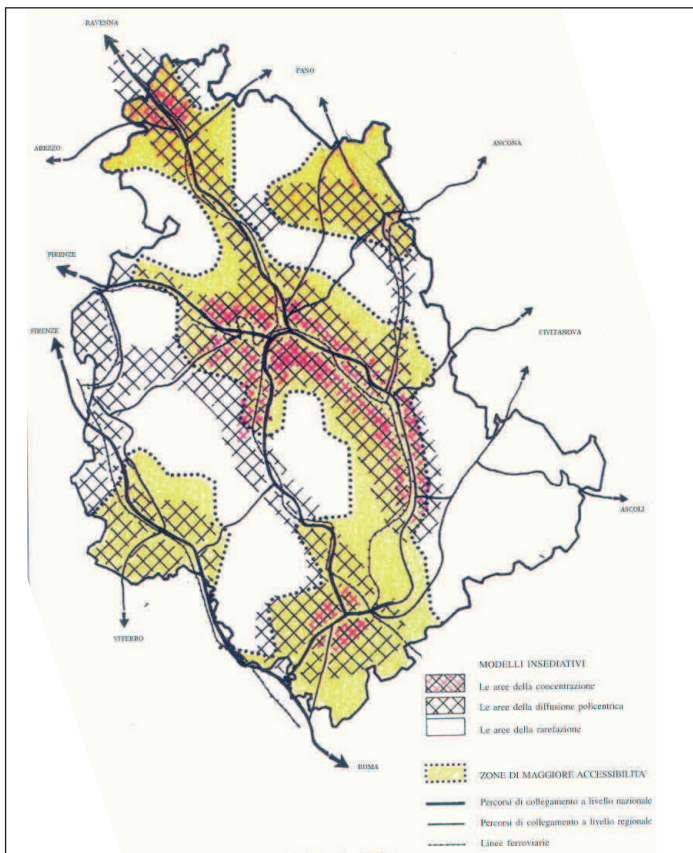 RAVENNA
FANO
AREZZO
ANCONA
FIRENZE
FIRENZE
CIVITANOVA
ASCOLI
VITERBO
ROMA
MODELLI INSEDIATIVI
Le aree della concentrazione
Le aree della diffusione policentrica
Le aree della rarefazione
ZONE DI MAGGIORE ACCESSIBILITA'
Percorsi di collegamento a livello nazionale
Percorsi di collegamento a livello regionale
Linee ferroviarie